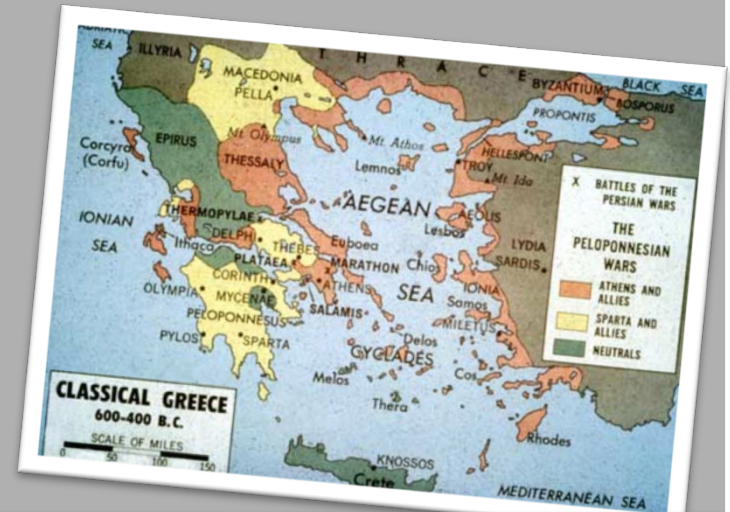 SEA
ILLYRIA
T H R A C E
BLACK SEA
BYZANTIUM
BOSPORUS
MACEDONIA
PELLA
PROPONTIS
Mt. Olympus
Mt. Athos
EPIRUS
HELLESPONT
Corcyra
(Corfu)
THESSALY
Lemnos
TROY
Mt. Ida
X BATTLES OF THE
PERSIAN WARS
THE
PELOPONNESIAN
WARS
ATHENS AND
ALLIES
SPARTA AND
ALLIES
NEUTRALS
AEGEAN
SEA
AEOLIS
Lesbos
THERMOPYLAE
IONIAN
SEA
DELPHI
Ithaca
THEBES
Euboea
LYDIA
SARDIS
PLATAEA
MARATHON
Chios
CORINTH
ATHENS
IONIA
OLYMPIA
MYCENAE
Samos
SALAMIS
PELOPONNESUS
MILETUS
PYLOS
SPARTA
Delos
CYCLADES
Melos
Cos
Thera
Rhodes
CLASSICAL GREECE
600-400 B.C.
SCALE OF MILES
0 50 100 150
KNOSSOS
Crete
MEDITERRANEAN SEA